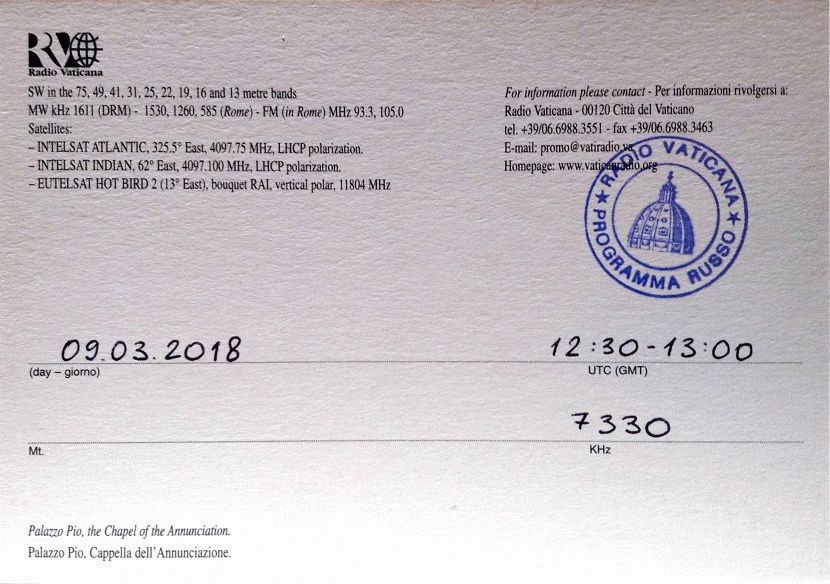 RV
Radio Vaticana
SW in the 75, 49, 41, 31, 25, 22, 19, 16 and 13 metre bands
MW kHz 1611 (DRM) - 1530, 1260, 585 (Rome) - FM (in Rome) MHz 93.3, 105.0
Satellites:
– INTELSAT ATLANTIC, 325.5° East, 4097.75 MHz, LHCP polarization.
– INTELSAT INDIAN, 62° East, 4097.100 MHz, LHCP polarization.
– EUTELSAT HOT BIRD 2 (13° East), bouquet RAI, vertical polar, 11804 MHz
For information please contact - Per informazioni rivolgersi a:
Radio Vaticana - 00120 Città del Vaticano
tel. +39/06.6988.3551 - fax +39/06.6988.3463
E-mail: promo@vatiradio.va
Homepage: www.vaticanradio.org
★ RADIO VATICANA ★
PROGRAMMA RUSSO
09.03.2018
(day – giorno)
12:30-13:00
UTC (GMT)
7330
Mt.
KHz
Palazzo Pio, the Chapel of the Annunciation.
Palazzo Pio, Cappella dell'Annunciazione.